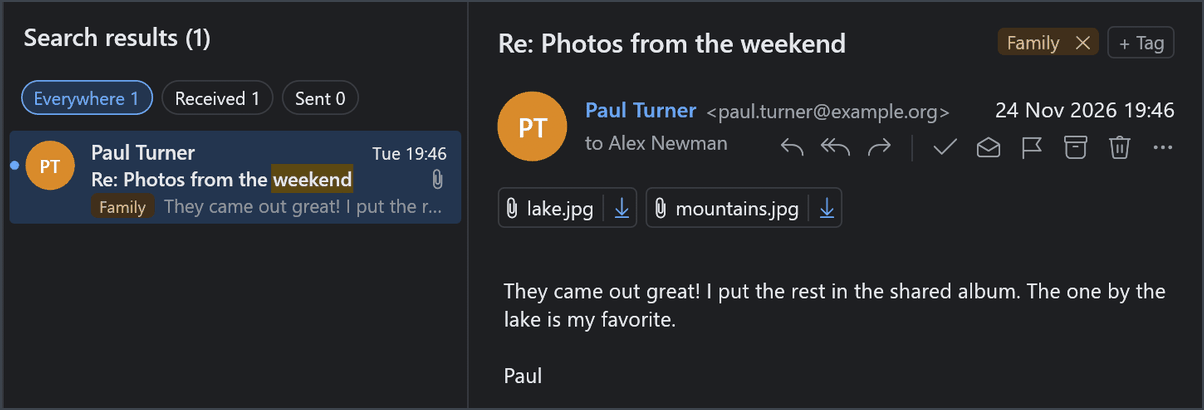 Search results (1)
Everywhere 1 Received 1 Sent 0
PT
Paul Turner Tue 19:46
Re: Photos from the weekend
Family They came out great! I put the r...
Re: Photos from the weekend
Family + Tag
PT
Paul Turner <paul.turner@example.org> 24 Nov 2026 19:46
to Alex Newman
lake.jpg mountains.jpg
They came out great! I put the rest in the shared album. The one by the
lake is my favorite.
Paul